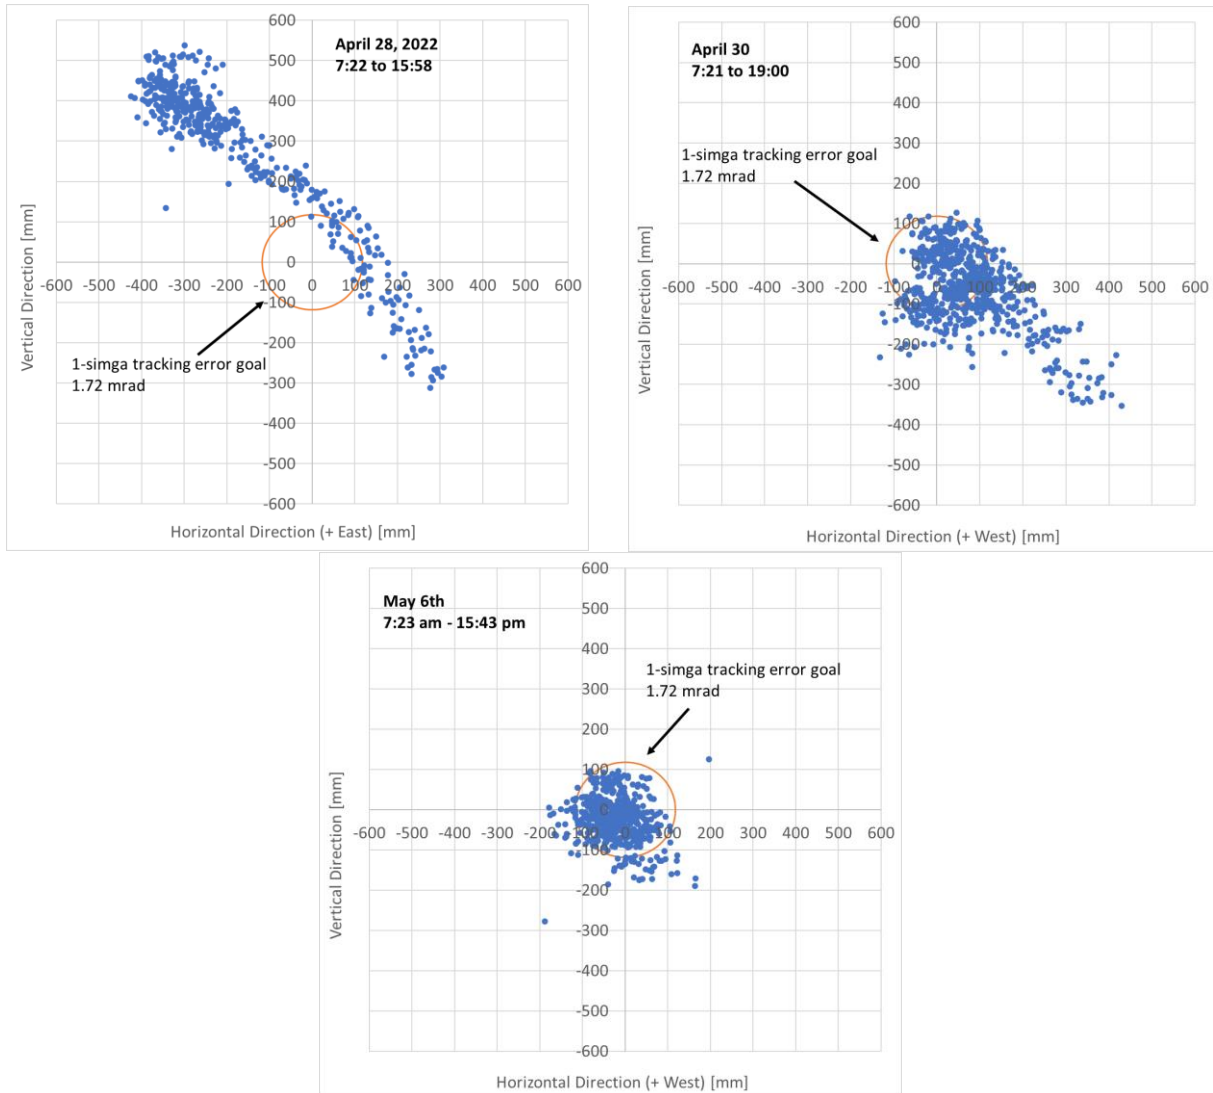 600
500
400
300
200
100
0
-100
-200
-300
-400
-500
-600
-600 -500 -400 -300 -200 -100 0 100 200 300 400 500 600
April 28, 2022
7:22 to 15:58
1-simga tracking error goal
1.72 mrad
Vertical Direction [mm]
Horizontal Direction (+ East) [mm]
600
500
400
300
200
100
0
-100
-200
-300
-400
-500
-600
-600 -500 -400 -300 -200 -100 0 100 200 300 400 500 600
April 30
7:21 to 19:00
1-simga tracking error goal
1.72 mrad
Vertical Direction [mm]
Horizontal Direction (+ West) [mm]
600
500
400
300
200
100
0
-100
-200
-300
-400
-500
-600
-600 -500 -400 -300 -200 -100 0 100 200 300 400 500 600
May 6th
7:23 am - 15:43 pm
1-simga tracking error goal
1.72 mrad
Vertical Direction [mm]
Horizontal Direction (+ West) [mm]